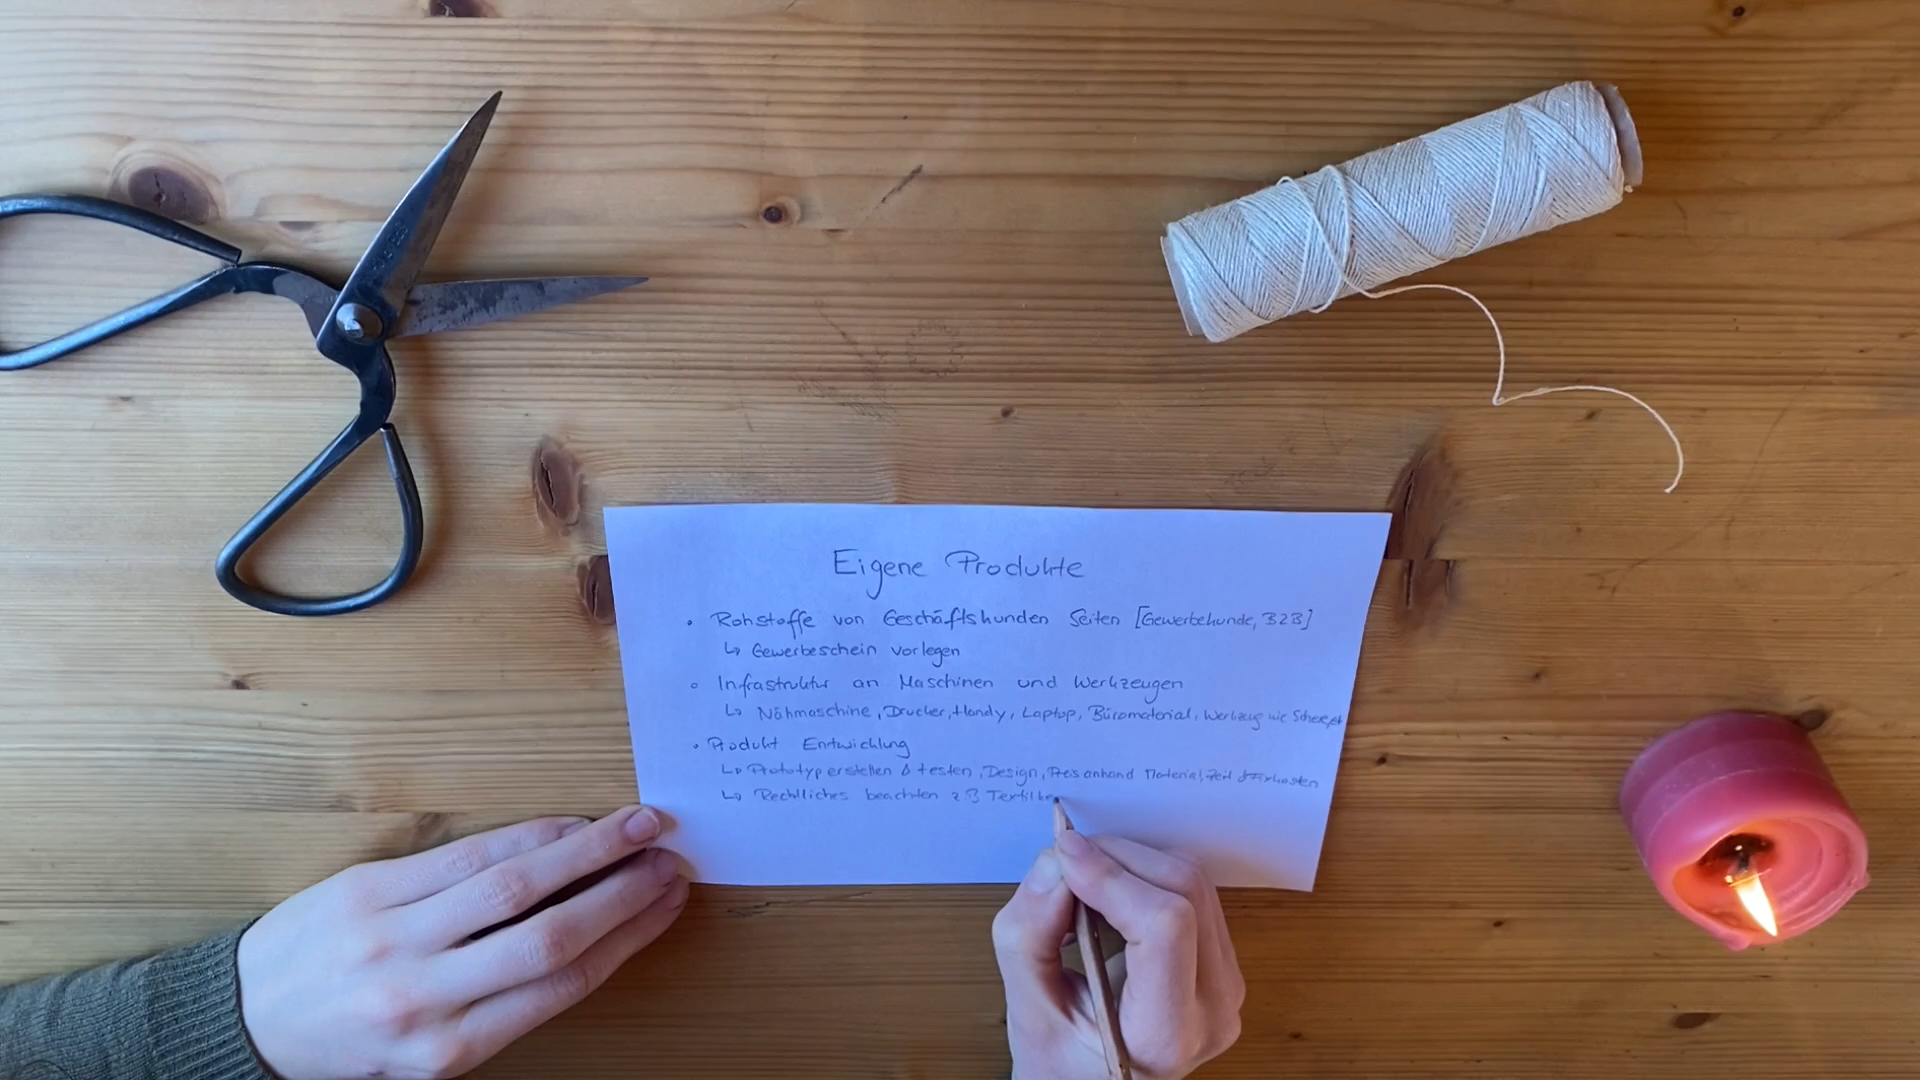 Eigene Produkte
• Rohstoffe von Geschäftskunden Seiten [Gewerbekunde, B2B]
↳ Gewerbeschein vorlegen
• Infrastruktur an Maschinen und Werkzeugen
↳ Nähmaschine, Drucker, Handy, Laptop, Büromaterial, Werkzeug wie Schere, etc
• Produkt Entwicklung
↳ Prototyp erstellen & testen, Design, Preis anhand Material, Zeit & Fixkosten
↳ Rechtliches beachten z B Textilke